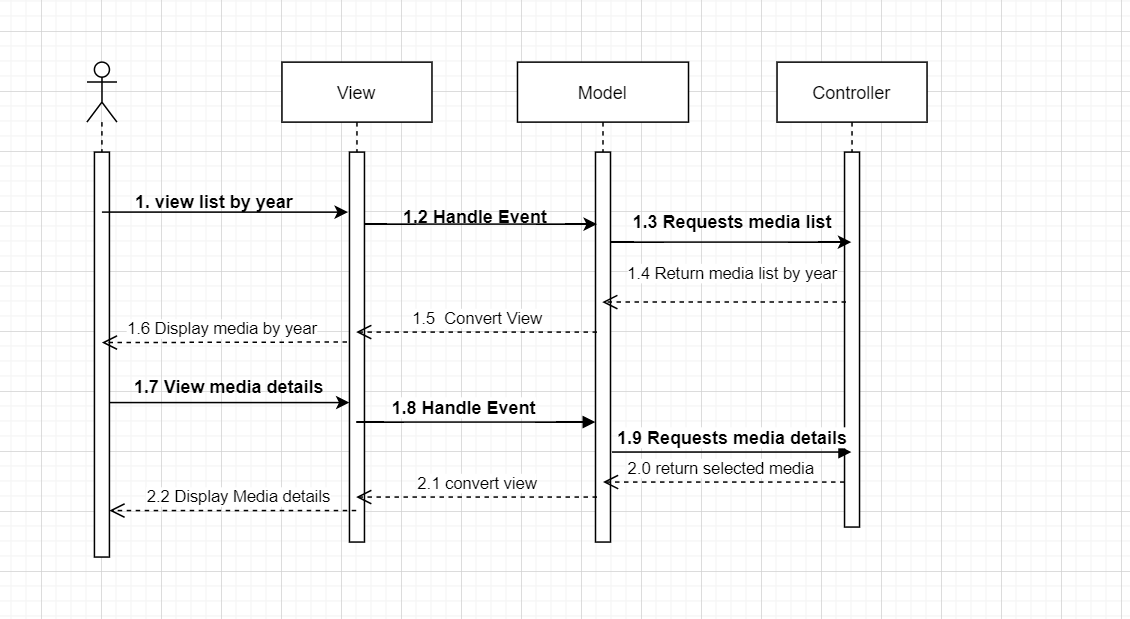 View
Model
Controller
1. view list by year
1.2 Handle Event
1.3 Requests media list
1.4 Return media list by year
1.5 Convert View
1.6 Display media by year
1.7 View media details
1.8 Handle Event
1.9 Requests media details
2.0 return selected media
2.1 convert view
2.2 Display Media details